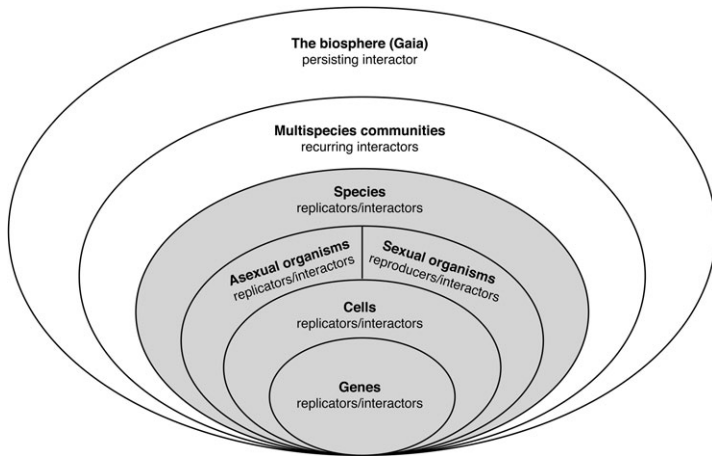 The biosphere (Gaia)
persisting interactor
Multispecies communities
recurring interactors
Species
replicators/interactors
Asexual organisms
replicators/interactors
Sexual organisms
reproducers/interactors
Cells
replicators/interactors
Genes
replicators/interactors